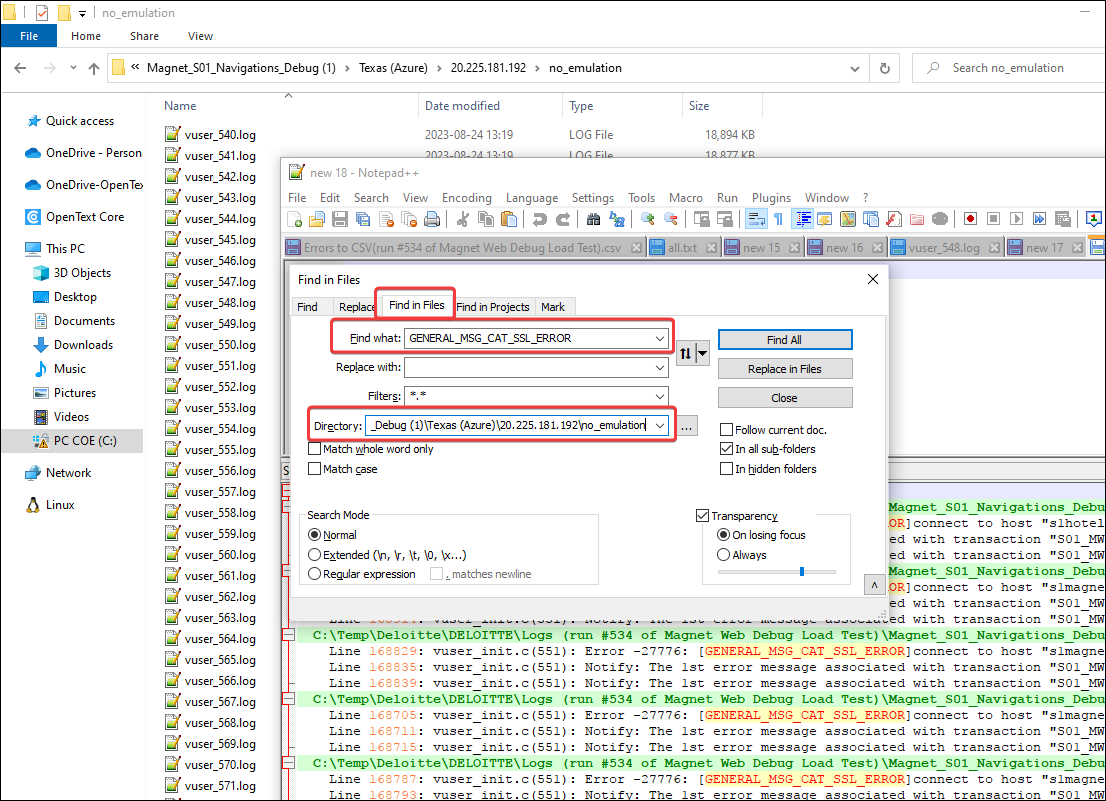 no_emulation
File Home Share View
« Magnet_S01_Navigations_Debug (1) > Texas (Azure) > 20.225.181.192 > no_emulation
Search no_emulation
Name Date modified Type Size
Quick access
OneDrive - Person
OneDrive-OpenTex
OpenText Core
This PC
3D Objects
Desktop
Documents
Downloads
Music
Pictures
Videos
PC COE (C:)
Network
Linux
vuser_540.log 2023-08-24 13:19 LOG File 18,894 KB
vuser_541.log 2023-08-24 13:19 LOG File 18,877 KB
vuser_542.log
vuser_543.log
vuser_544.log
vuser_545.log
vuser_546.log
vuser_547.log
vuser_548.log
vuser_549.log
vuser_550.log
vuser_551.log
vuser_552.log
vuser_553.log
vuser_554.log
vuser_555.log
vuser_556.log
vuser_557.log
vuser_558.log
vuser_559.log
vuser_560.log
vuser_561.log
vuser_562.log
vuser_563.log
vuser_564.log
vuser_565.log
vuser_566.log
vuser_567.log
vuser_568.log
vuser_569.log
vuser_570.log
vuser_571.log
new 18 - Notepad++
File Edit Search View Encoding Language Settings Tools Macro Run Plugins Window ?
Errors to CSV(run #534 of Magnet Web Debug Load Test).csv all.txt new 15 new 16 vuser_548.log new 17
Find in Files
Find Replace Find in Files Find in Projects Mark
Find what: GENERAL_MSG_CAT_SSL_ERROR
Find All
Replace with:
Replace in Files
Filters: *.*
Close
Directory: _Debug (1)\Texas (Azure)\20.225.181.192\no_emulation ...
Follow current doc.
Match whole word only
In all sub-folders
Match case
In hidden folders
Search Mode
Normal
Extended (\n, \r, \t, \0, \x...)
Regular expression . matches newline
Transparency
On losing focus
Always
Magnet_S01_Navigations_Debu
OR]connect to host "slhotel
ed with transaction "S01_MW
ed with transaction "S01_MW
Magnet_S01_Navigations_Debu
OR]connect to host "slmagne
ed with transaction "S01_MW
vuser_init.c(551): Notify: The 1st error message associated with transaction "S01_MW
C:\Temp\Deloitte\DELOITTE\Logs (run #534 of Magnet Web Debug Load Test)\Magnet_S01_Navigations_Debu
Line 168829: vuser_init.c(551): Error -27776: [GENERAL_MSG_CAT_SSL_ERROR]connect to host "slhotel
Line 168835: vuser_init.c(551): Notify: The 1st error message associated with transaction "S01_MW
Line 168839: vuser_init.c(551): Notify: The 1st error message associated with transaction "S01_MW
C:\Temp\Deloitte\DELOITTE\Logs (run #534 of Magnet Web Debug Load Test)\Magnet_S01_Navigations_Debu
Line 168705: vuser_init.c(551): Error -27776: [GENERAL_MSG_CAT_SSL_ERROR]connect to host "slmagne
Line 168711: vuser_init.c(551): Notify: The 1st error message associated with transaction "S01_MW
Line 168715: vuser_init.c(551): Notify: The 1st error message associated with transaction "S01_MW
C:\Temp\Deloitte\DELOITTE\Logs (run #534 of Magnet Web Debug Load Test)\Magnet_S01_Navigations_Debu
Line 168787: vuser_init.c(551): Error -27776: [GENERAL_MSG_CAT_SSL_ERROR]connect to host "slmagne
Line 168793: vuser_init.c(551): Notify: The 1st error message associated with transaction "S01_MW